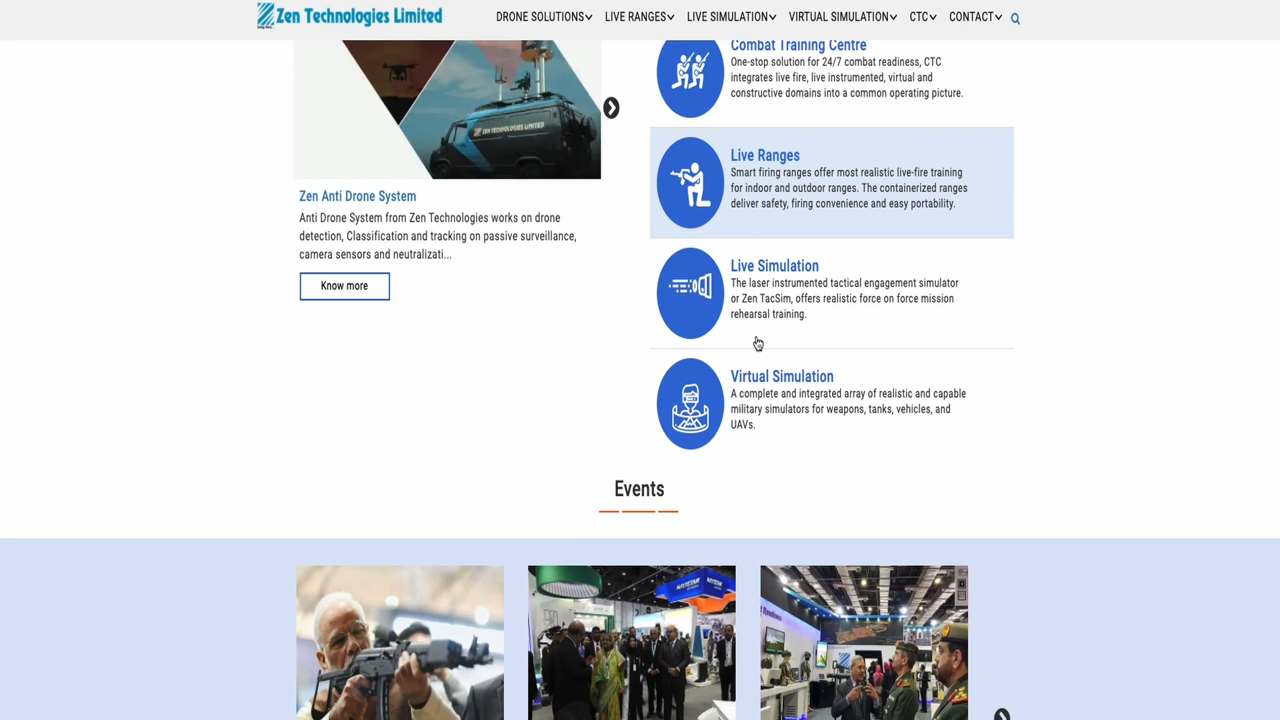 Zen Technologies Limited
DRONE SOLUTIONS LIVE RANGES LIVE SIMULATION VIRTUAL SIMULATION CTC CONTACT
ZEN TECHNOLOGIES LIMITED
Zen Anti Drone System
Anti Drone System from Zen Technologies works on drone
detection, Classification and tracking on passive surveillance,
camera sensors and neutralizati...
Know more
Combat Training Centre
One-stop solution for 24/7 combat readiness, CTC
integrates live fire, live instrumented, virtual and
constructive domains into a common operating picture.
Live Ranges
Smart firing ranges offer most realistic live-fire training
for indoor and outdoor ranges. The containerized ranges
deliver safety, firing convenience and easy portability.
Live Simulation
The laser instrumented tactical engagement simulator
or Zen TacSim, offers realistic force on force mission
rehearsal training.
Virtual Simulation
A complete and integrated array of realistic and capable
military simulators for weapons, tanks, vehicles, and
UAVs.
Events
NAVISTAR